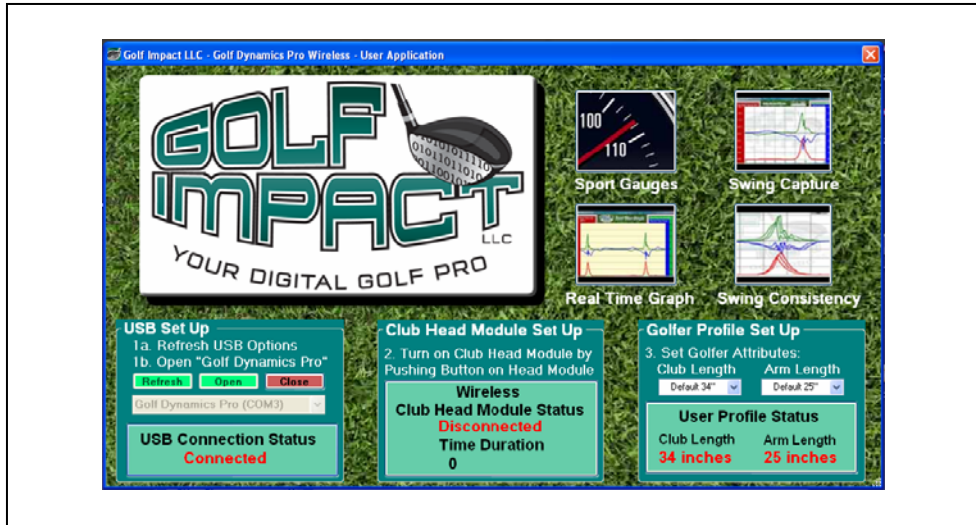 Golf Impact LLC - Golf Dynamics Pro Wireless - User Application
GOLF
IMPACT
LLC
YOUR DIGITAL GOLF PRO
100
110
Sport Gauges
Swing Capture
Real Time Graph
Swing Consistency
USB Set Up
1a. Refresh USB Options
1b. Open "Golf Dynamics Pro"
Refresh Open Close
Golf Dynamics Pro (COM3)
USB Connection Status
Connected
Club Head Module Set Up
2. Turn on Club Head Module by
Pushing Button on Head Module
Wireless
Club Head Module Status
Disconnected
Time Duration
0
Golfer Profile Set Up
3. Set Golfer Attributes:
Club Length Arm Length
Default 34" Default 25"
User Profile Status
Club Length Arm Length
34 inches 25 inches